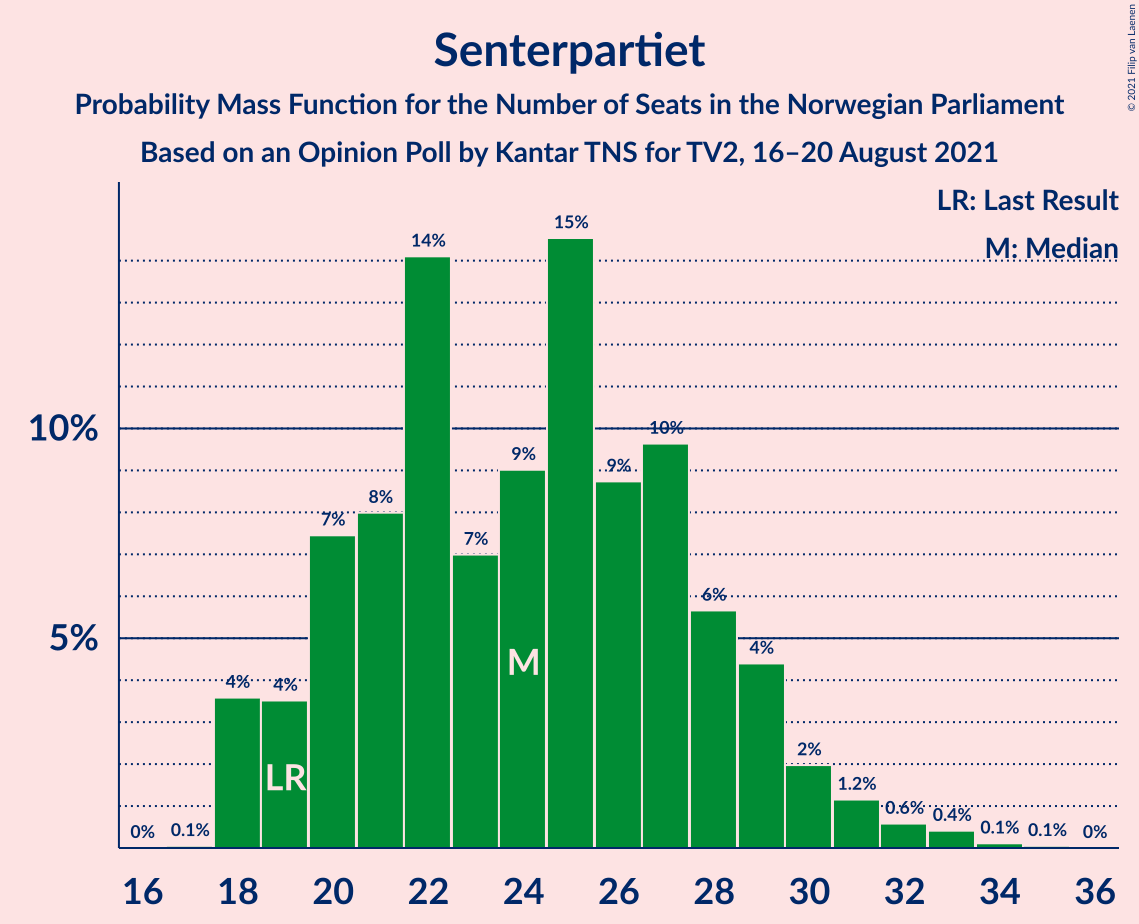 Senterpartiet
Probability Mass Function for the Number of Seats in the Norwegian Parliament
Based on an Opinion Poll by Kantar TNS for TV2, 16–20 August 2021
© 2021 Filip van Laenen
LR: Last Result
M: Median
10%
5%
0%
0.1%
4%
4%
7%
8%
14%
7%
9%
15%
9%
10%
6%
4%
2%
1.2%
0.6%
0.4%
0.1%
0.1%
0%
LR
M
16 18 20 22 24 26 28 30 32 34 36